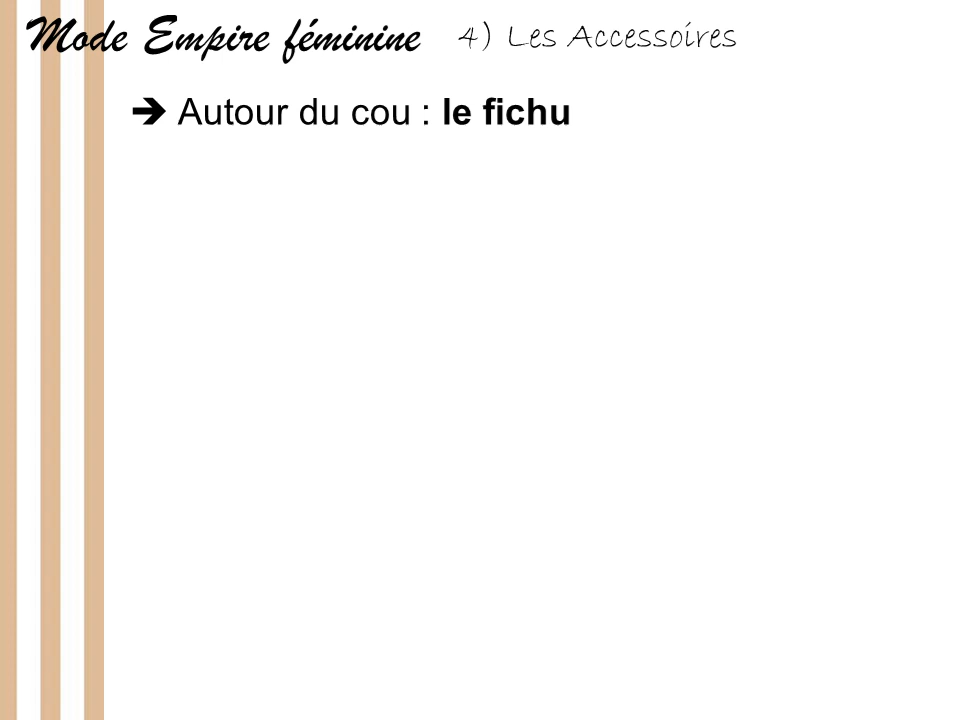 Mode Empire féminine 4) Les Accessoires
➔ Autour du cou : le fichu